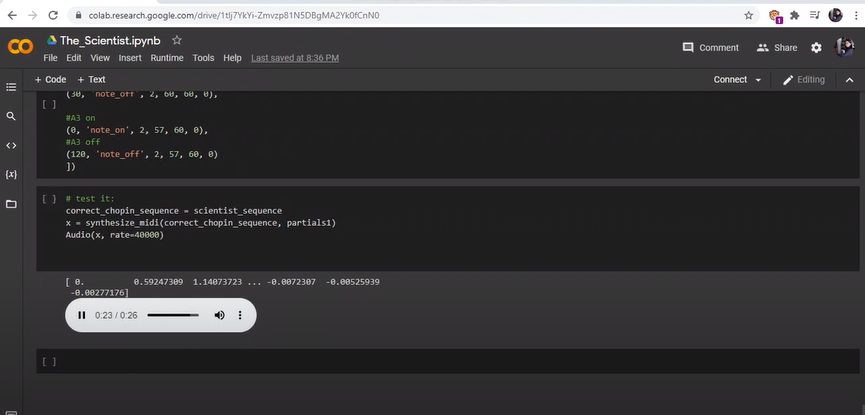 colab.research.google.com/drive/1tlj7YkYi-Zmvzp81N5DBgMA2Yk0fCnN0
1
The_Scientist.ipynb
File Edit View Insert Runtime Tools Help Last saved at 8:36 PM
Comment Share
+ Code + Text
Connect Editing
(30, 'note_off', 2, 60, 60, 0),
[ ]
#A3 on
(0, 'note_on', 2, 57, 60, 0),
#A3 off
(120, 'note_off', 2, 57, 60, 0)
])
[ ] # test it:
correct_chopin_sequence = scientist_sequence
x = synthesize_midi(correct_chopin_sequence, partials1)
Audio(x, rate=40000)
[ 0. 0.59247309 1.14073723 ... -0.0072307 -0.00525939
-0.00277176]
0:23 / 0:26
[ ]